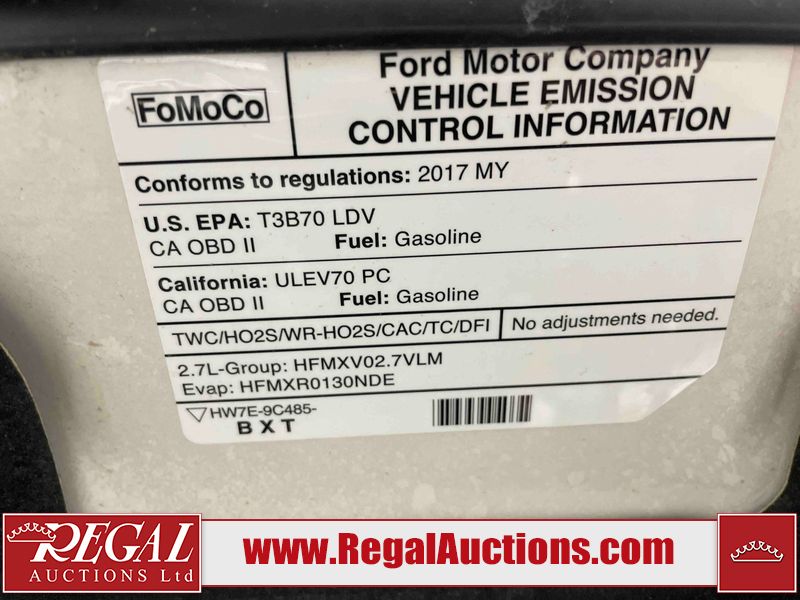 FoMoCo
Ford Motor Company
VEHICLE EMISSION
CONTROL INFORMATION
Conforms to regulations: 2017 MY
U.S. EPA: T3B70 LDV
CA OBD II Fuel: Gasoline
California: ULEV70 PC
CA OBD II Fuel: Gasoline
TWC/HO2S/WR-HO2S/CAC/TC/DFI No adjustments needed.
2.7L-Group: HFMXV02.7VLM
Evap: HFMXR0130NDE
HW7E-9C485-
BXT
REGAL
AUCTIONS Ltd
www.RegalAuctions.com